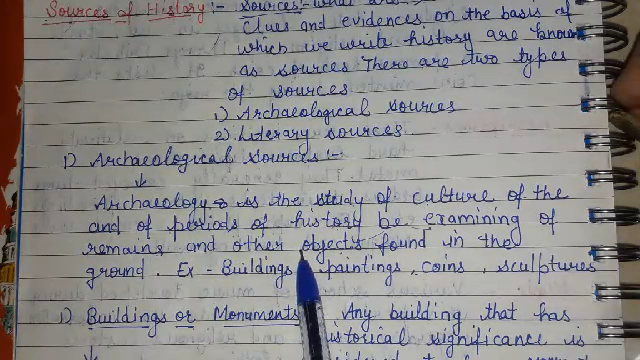 Sources of History :- Sources what are
clues and evidences on the basis of
which we write history are known
as sources There are two types
of sources
1) Archaeological sources
2) Literary sources.
1) Archaeological sources :-
↓
Archaeology is the study of culture of the
and of periods of history be examining of
remains and other objects found in the
ground. Ex - Buildings, paintings, coins, sculptures
1) Buildings or Monuments Any building that has
historical significance is